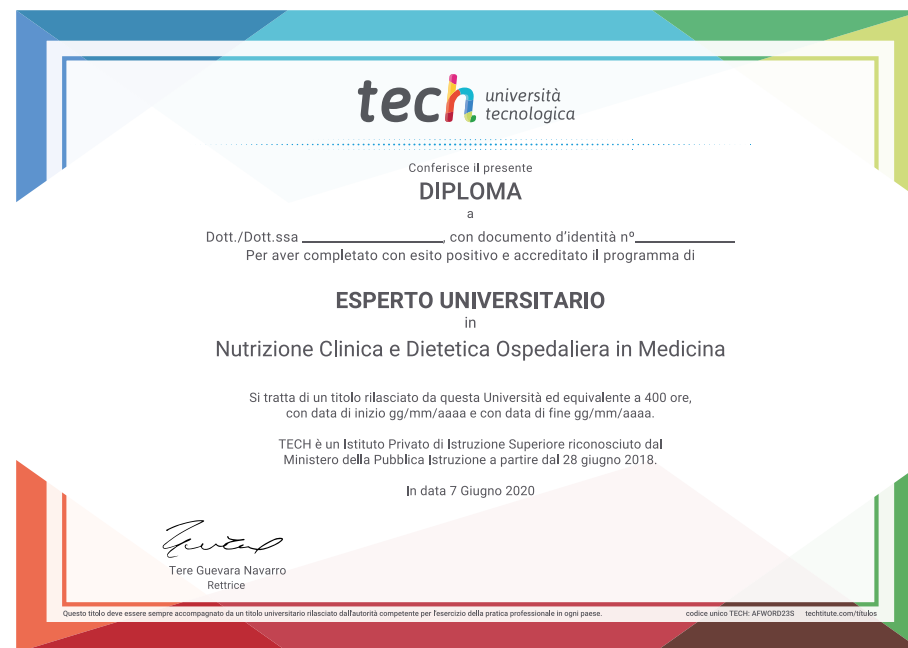 tech università
tecnologica
Conferisce il presente
DIPLOMA
a
Dott./Dott.ssa ________________, con documento d'identità nº____________
Per aver completato con esito positivo e accreditato il programma di
ESPERTO UNIVERSITARIO
in
Nutrizione Clinica e Dietetica Ospedaliera in Medicina
Si tratta di un titolo rilasciato da questa Università ed equivalente a 400 ore,
con data di inizio gg/mm/aaaa e con data di fine gg/mm/aaaa.
TECH è un Istituto Privato di Istruzione Superiore riconosciuto dal
Ministero della Pubblica Istruzione a partire dal 28 giugno 2018.
In data 7 Giugno 2020
Tere Guevara Navarro
Rettrice
Questo titolo deve essere sempre accompagnato da un titolo universitario rilasciato dall'autorità competente per l'esercizio della pratica professionale in ogni paese. codice unico TECH: AFWORD23S techtitute.com/títulos